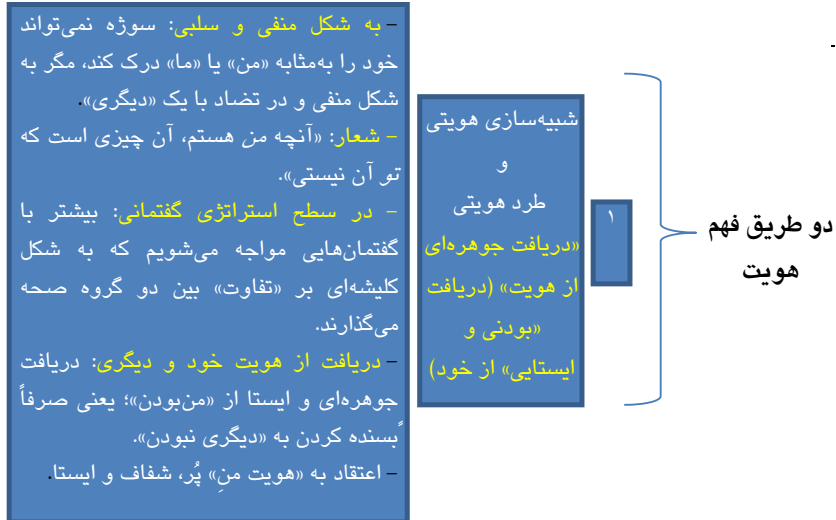 دو طریق فهم
هویت
۱
شبیه‌سازی هویتی
و
طرد هویتی
«دریافت جوهره‌ای
از هویت» (دریافت
«بودنی و
ایستایی» از خود)
– به شکل منفی و سلبی: سوژه نمی‌تواند
خود را به‌مثابه «من» یا «ما» درک کند، مگر به
شکل منفی و در تضاد با یک «دیگری».
– شعار: «آنچه من هستم، آن چیزی است که
تو آن نیستی».
– در سطح استراتژی گفتمانی: بیشتر با
گفتمان‌هایی مواجه می‌شویم که به شکل
کلیشه‌ای بر «تفاوت» بین دو گروه صحه
می‌گذارند.
– دریافت از هویت خود و دیگری: دریافت
جوهره‌ای و ایستا از «من‌بودن»؛ یعنی صرفاً
بسنده کردن به «دیگری نبودن».
– اعتقاد به «هویت منِ» پُر، شفاف و ایستا.